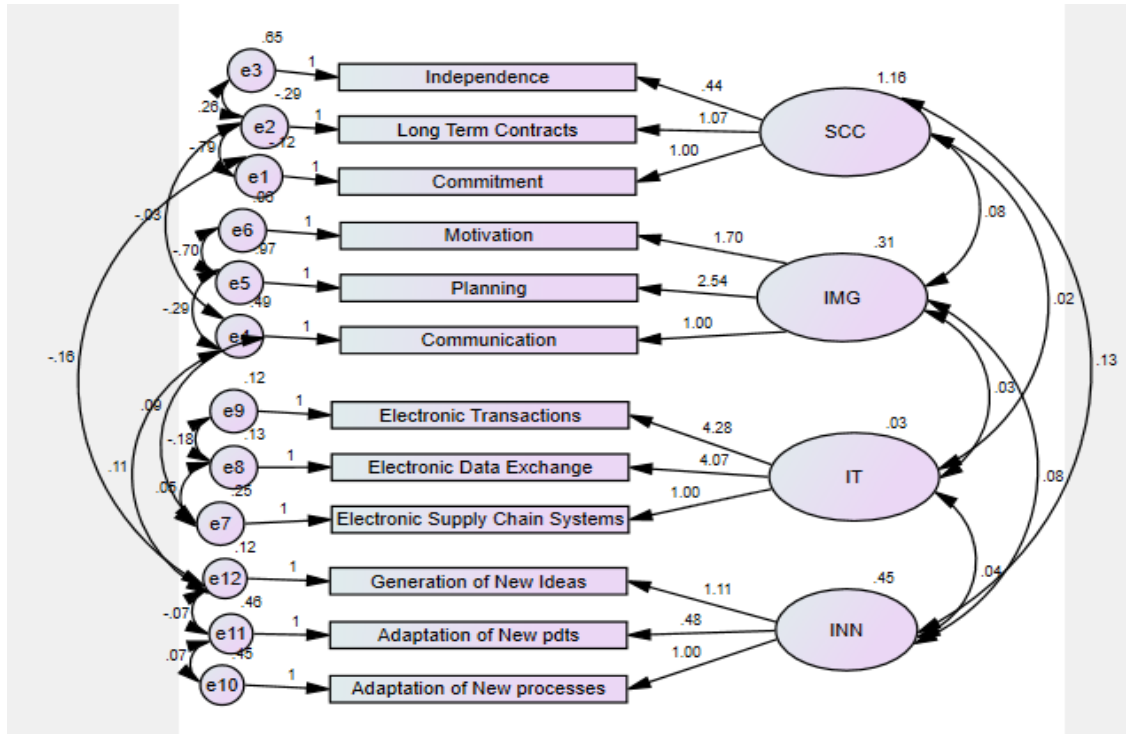 .65
e3 1 Independence .44 1.16
.26 -.29
e2 1 Long Term Contracts 1.07 SCC
-.79 -.12
e1 1 Commitment 1.00
.06
-.03 e6 1 Motivation 1.70 .08
-.70 .97 .31
e5 1 Planning 2.54 IMG
-.29 .49 .02
e4 1 Communication 1.00
-.16 .13
.12 .03
.09 e9 1 Electronic Transactions 4.28 .03
-.18 .13
.11 e8 1 Electronic Data Exchange 4.07 IT .08
.05 .25
e7 1 Electronic Supply Chain Systems 1.00
.12
e12 1 Generation of New Ideas 1.11 .45 .04
-.07 .46
e11 1 Adaptation of New pdts .48 INN
.07 .45
e10 1 Adaptation of New processes 1.00